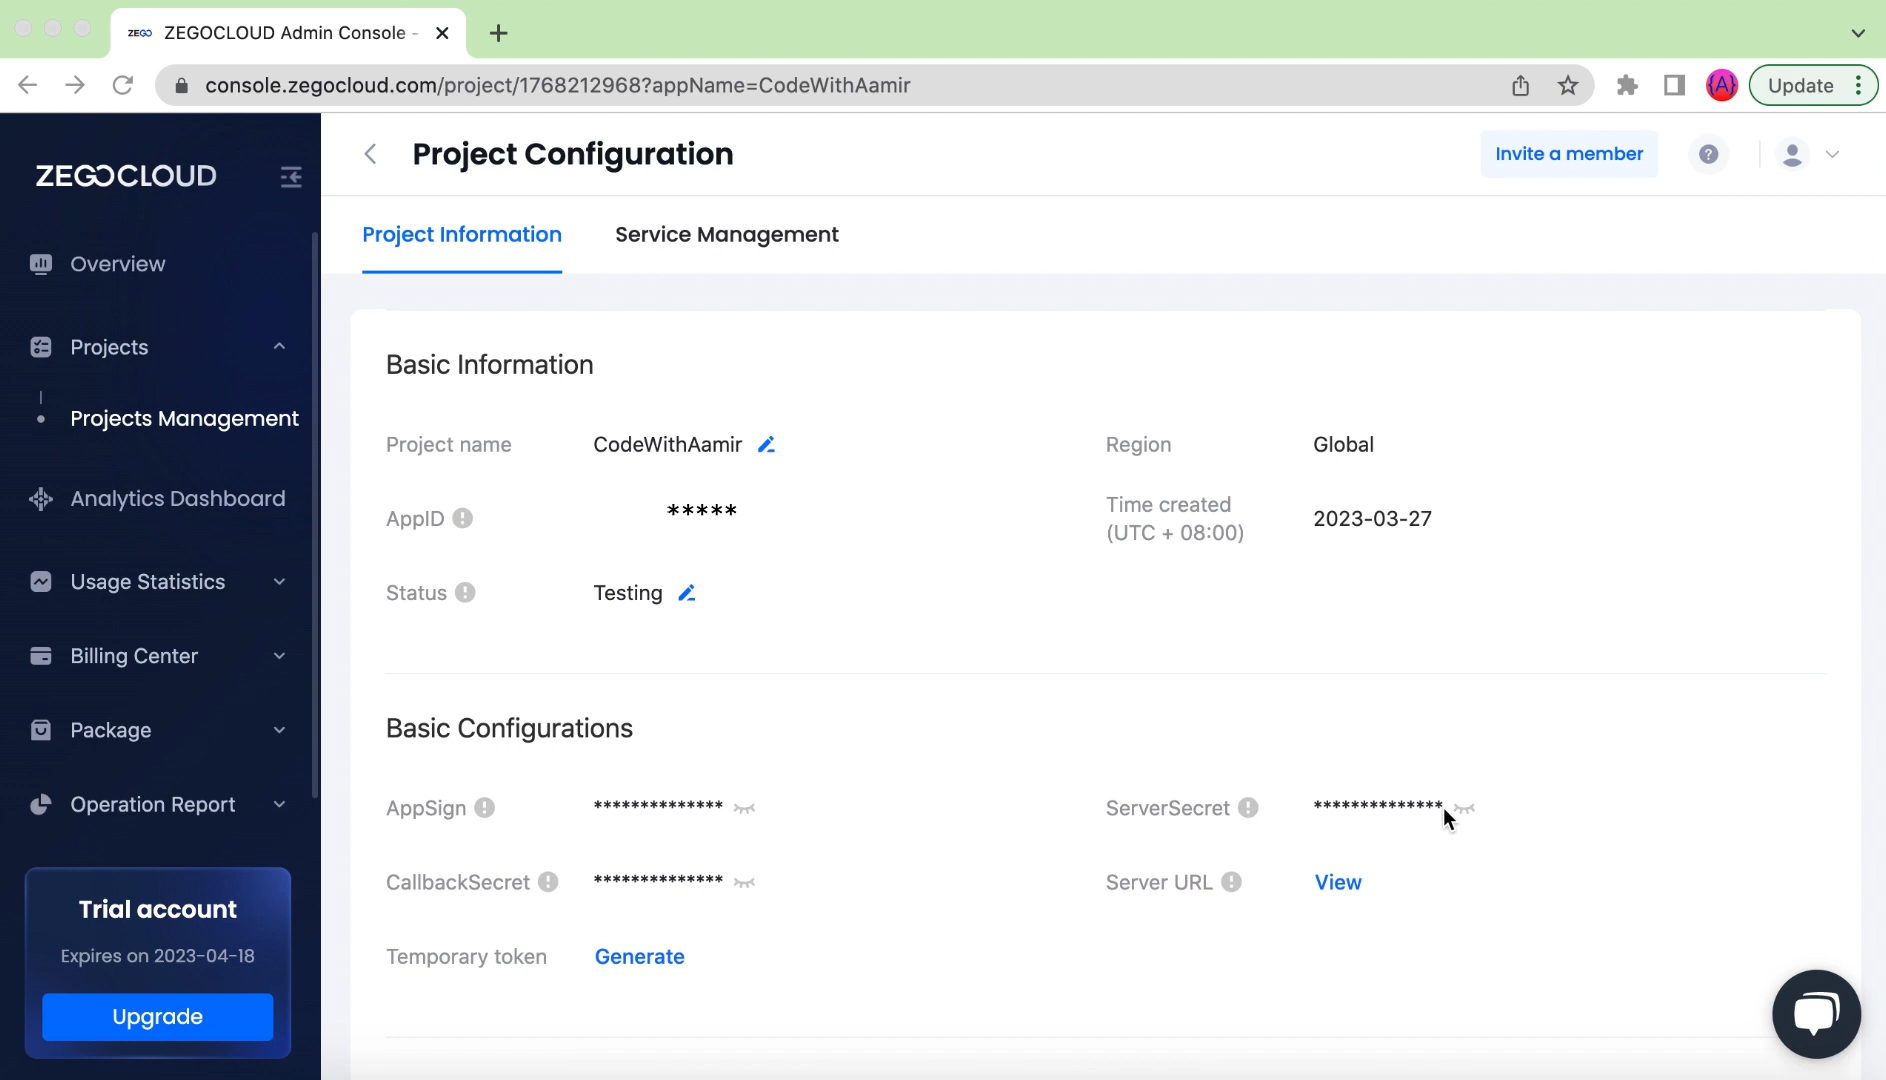 ZEGO ZEGOCLOUD Admin Console -
console.zegocloud.com/project/1768212968?appName=CodeWithAamir
{A}
Update
ZEGOCLOUD
Project Configuration
Invite a member
?
Project Information
Service Management
Overview
Projects
Projects Management
Analytics Dashboard
Usage Statistics
Billing Center
Package
Operation Report
Trial account
Expires on 2023-04-18
Upgrade
Basic Information
Project name
CodeWithAamir
Region
Global
AppID
*****
Time created
(UTC + 08:00)
2023-03-27
Status
Testing
Basic Configurations
AppSign
**************
ServerSecret
**************
CallbackSecret
**************
Server URL
View
Temporary token
Generate